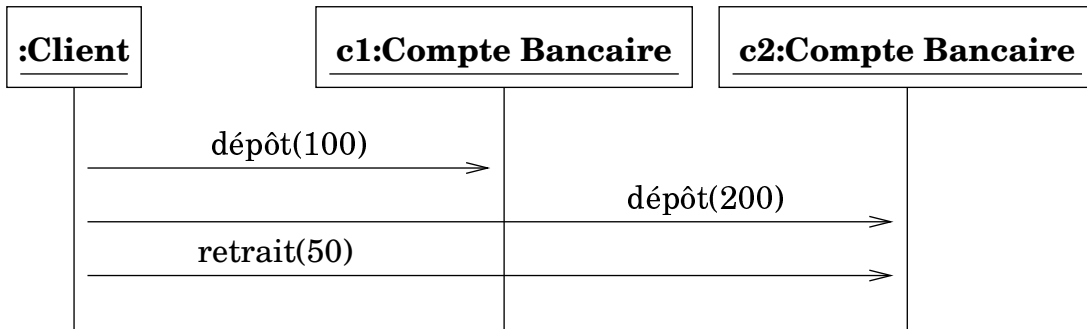 :Client
c1:Compte Bancaire
c2:Compte Bancaire
dépôt(100)
dépôt(200)
retrait(50)